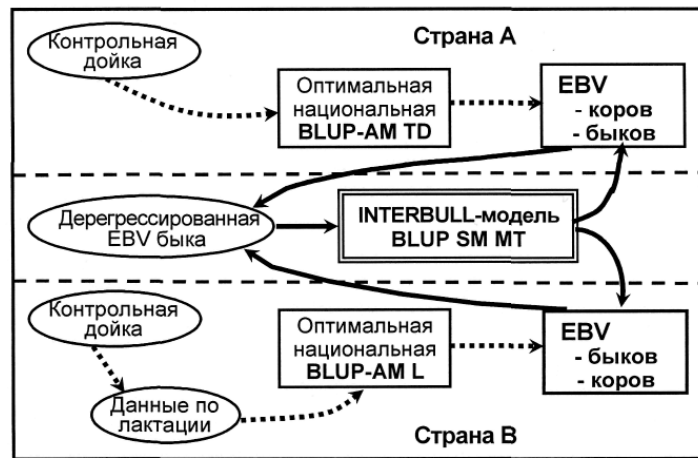 Страна А
Контрольная
дойка
Оптимальная
национальная
BLUP-AM TD
EBV
- коров
- быков
Дерегрессированная
EBV быка
INTERBULL-модель
BLUP SM MT
Контрольная
дойка
Оптимальная
национальная
BLUP-AM L
EBV
- быков
- коров
Данные по
лактации
Страна В